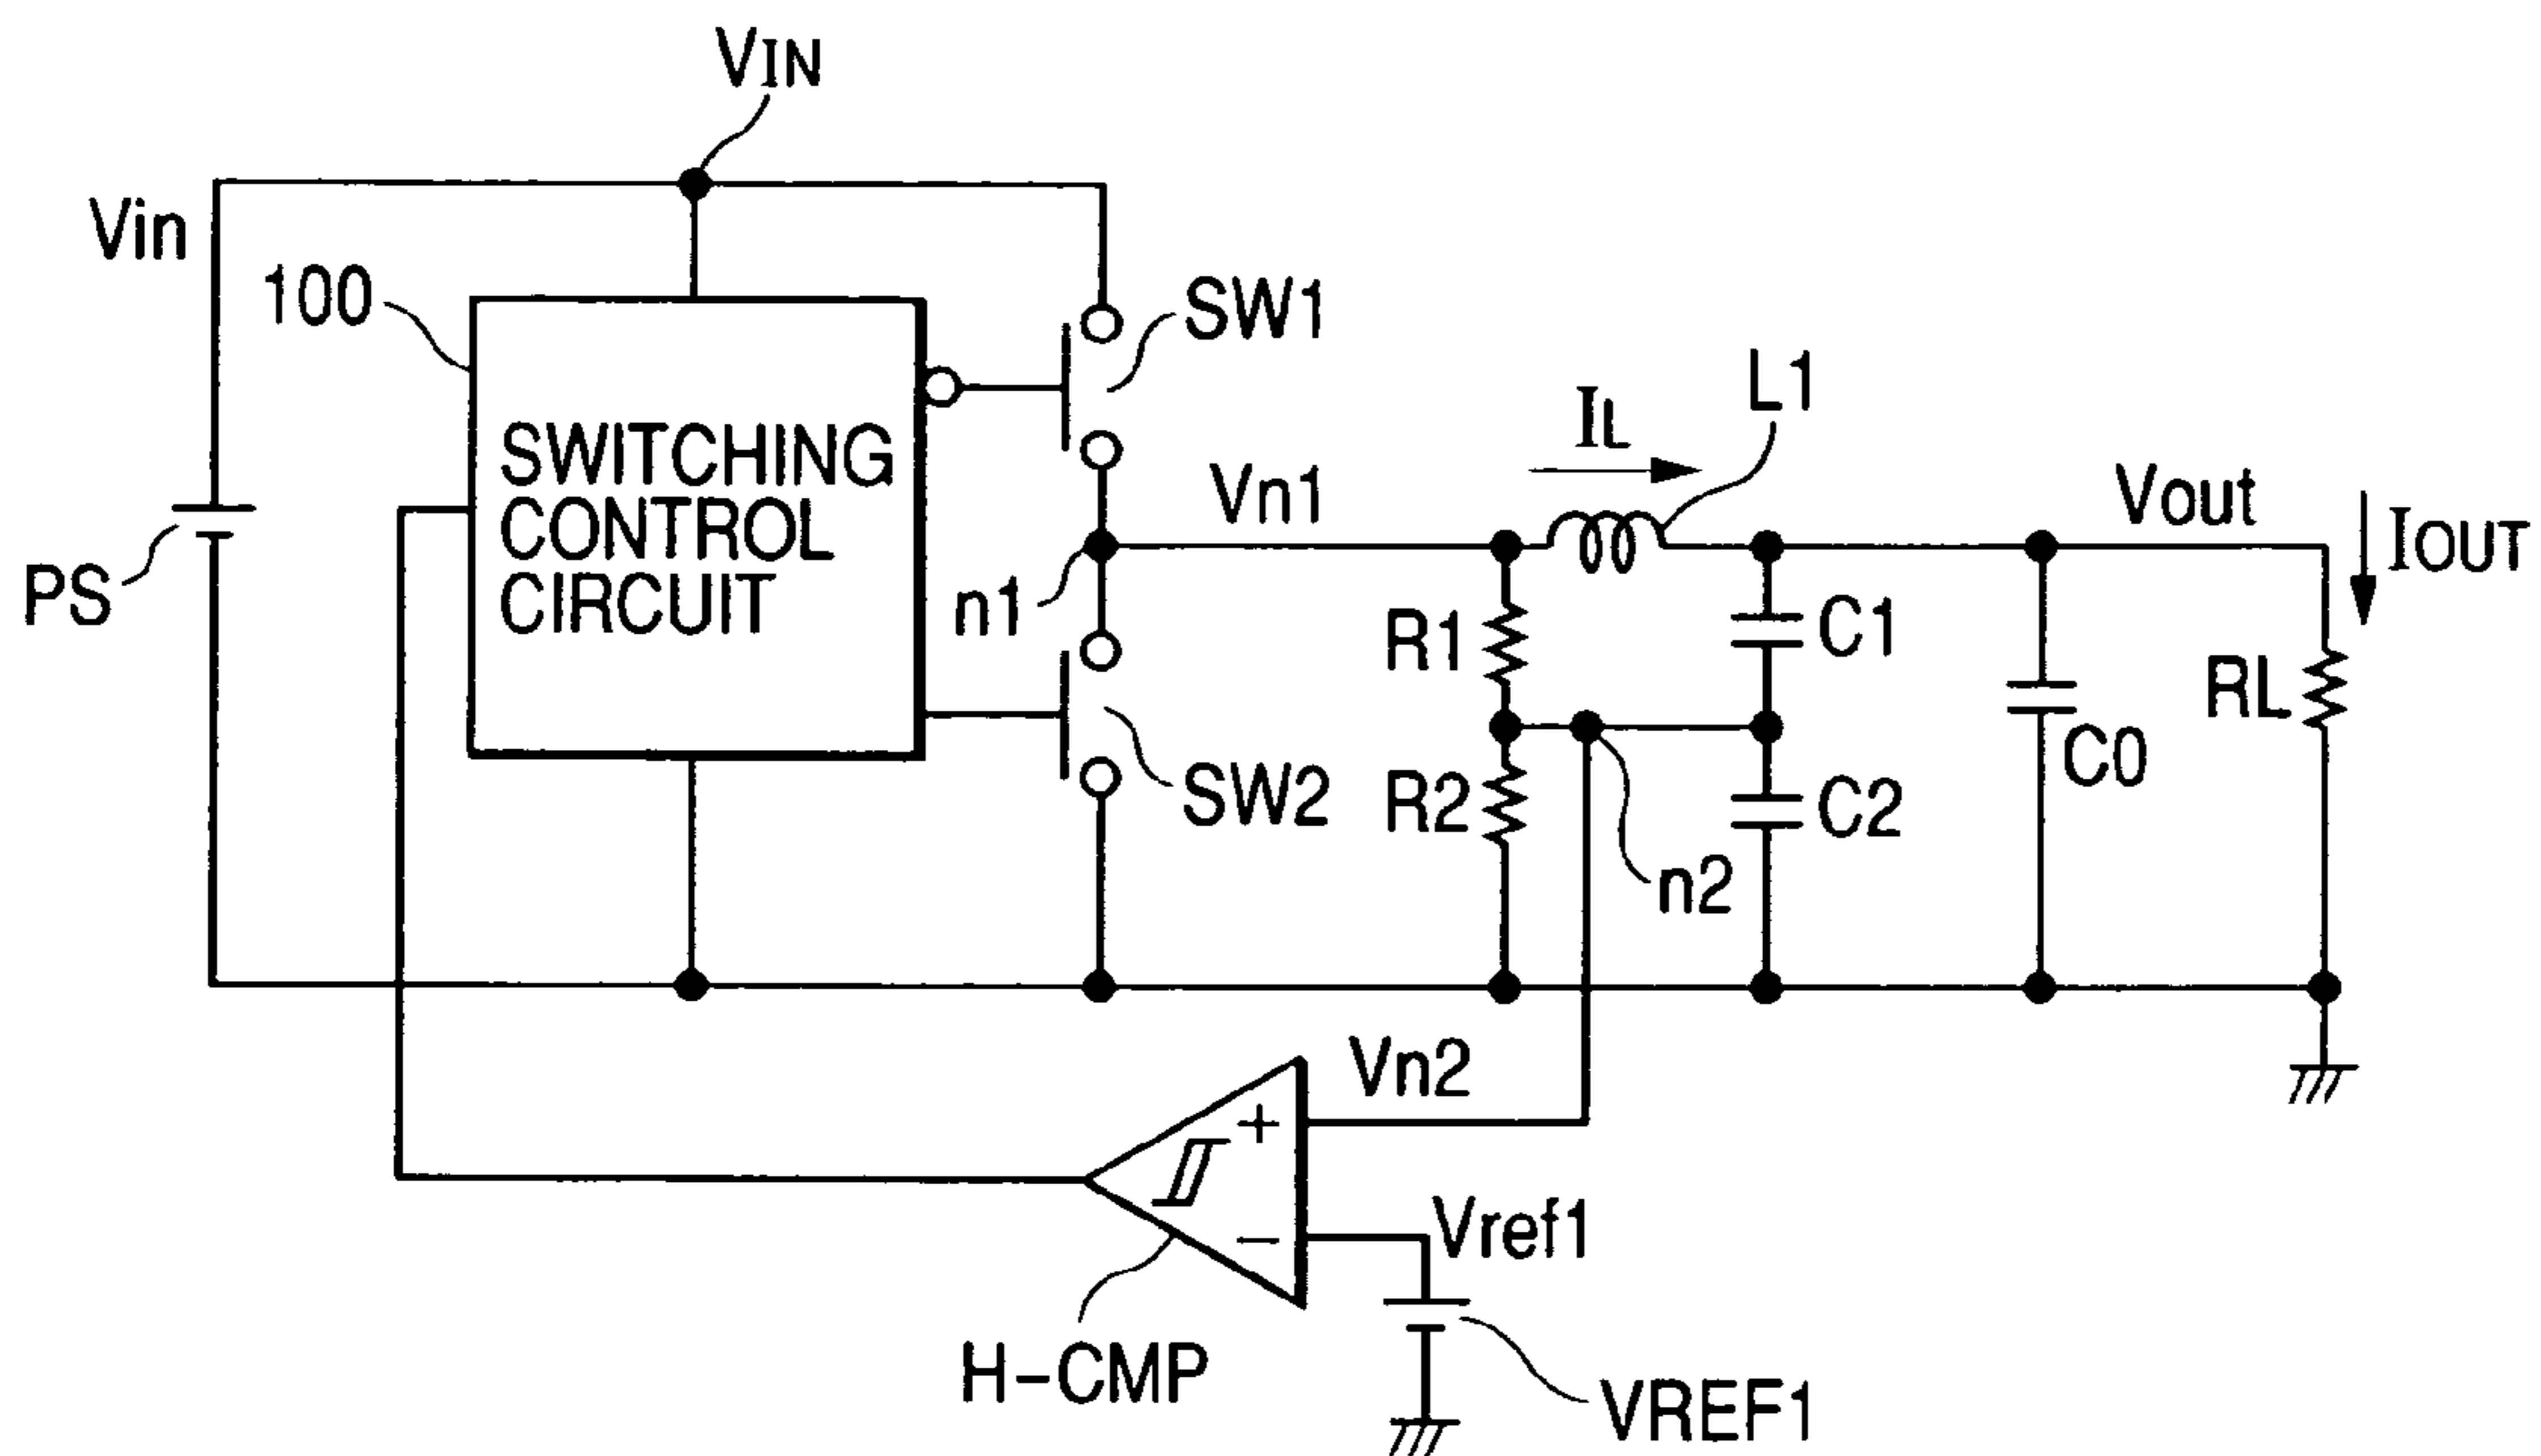 VIN
Vin
100
SW1
SWITCHING
CONTROL
CIRCUIT
PS
n1
Vn1
IL
L1
Vout
IOUT
R1
C1
RL
C0
SW2
R2
C2
n2
Vn2
+
−
Vref1
H-CMP
VREF1